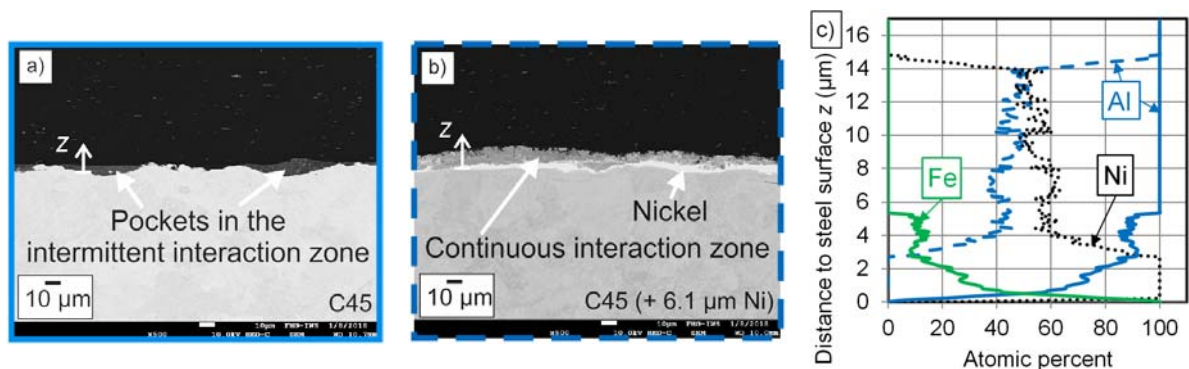 a)
z
Pockets in the
intermittent interaction zone
10 µm
C45
b)
z
Nickel
Continuous interaction zone
10 µm
C45 (+ 6.1 µm Ni)
c)
Distance to steel surface z (µm)
16
14
12
10
8
6
4
2
0
Al
Ni
Fe
0 20 40 60 80 100
Atomic percent